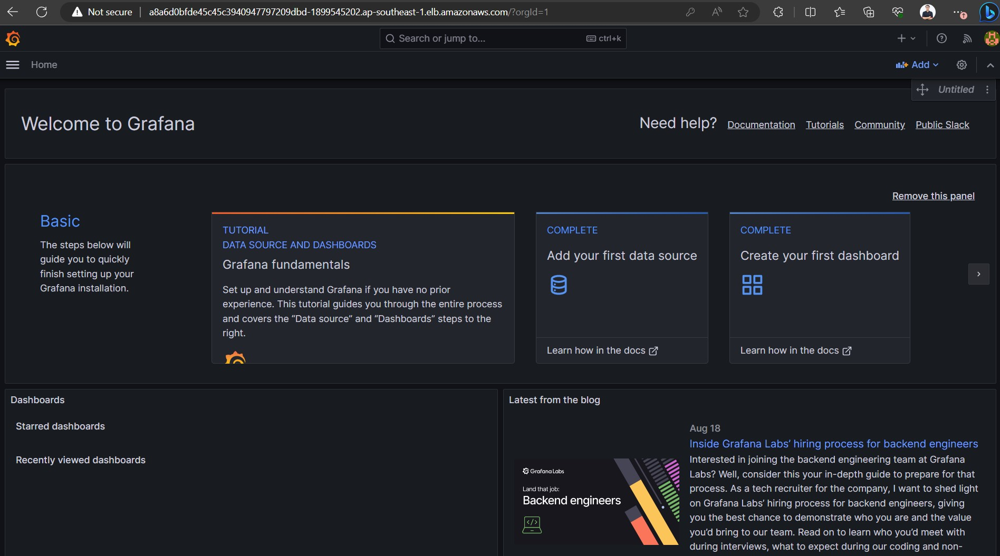 Not secure
a8a6d0bfde45c45c3940947797209dbd-1899545202.ap-southeast-1.elb.amazonaws.com/?orgId=1
Search or jump to...
ctrl+k
Home
Add
Untitled
Welcome to Grafana
Need help? Documentation Tutorials Community Public Slack
Remove this panel
Basic
The steps below will
guide you to quickly
finish setting up your
Grafana installation.
TUTORIAL
DATA SOURCE AND DASHBOARDS
Grafana fundamentals
Set up and understand Grafana if you have no prior
experience. This tutorial guides you through the entire process
and covers the “Data source” and “Dashboards” steps to the
right.
COMPLETE
Add your first data source
Learn how in the docs
COMPLETE
Create your first dashboard
Learn how in the docs
Dashboards
Starred dashboards
Recently viewed dashboards
Latest from the blog
Grafana Labs
Land that job:
Backend engineers
</>
Aug 18
Inside Grafana Labs’ hiring process for backend engineers
Interested in joining the backend engineering team at Grafana
Labs? Well, consider this your in-depth guide to prepare for that
process. As a tech recruiter for the company, I want to shed light
on Grafana Labs’ hiring process for backend engineers, giving
you the best chance to demonstrate who you are and the value
you’d bring to our team. Read on to learn who you’d meet with
during interviews, what to expect during our coding and non-